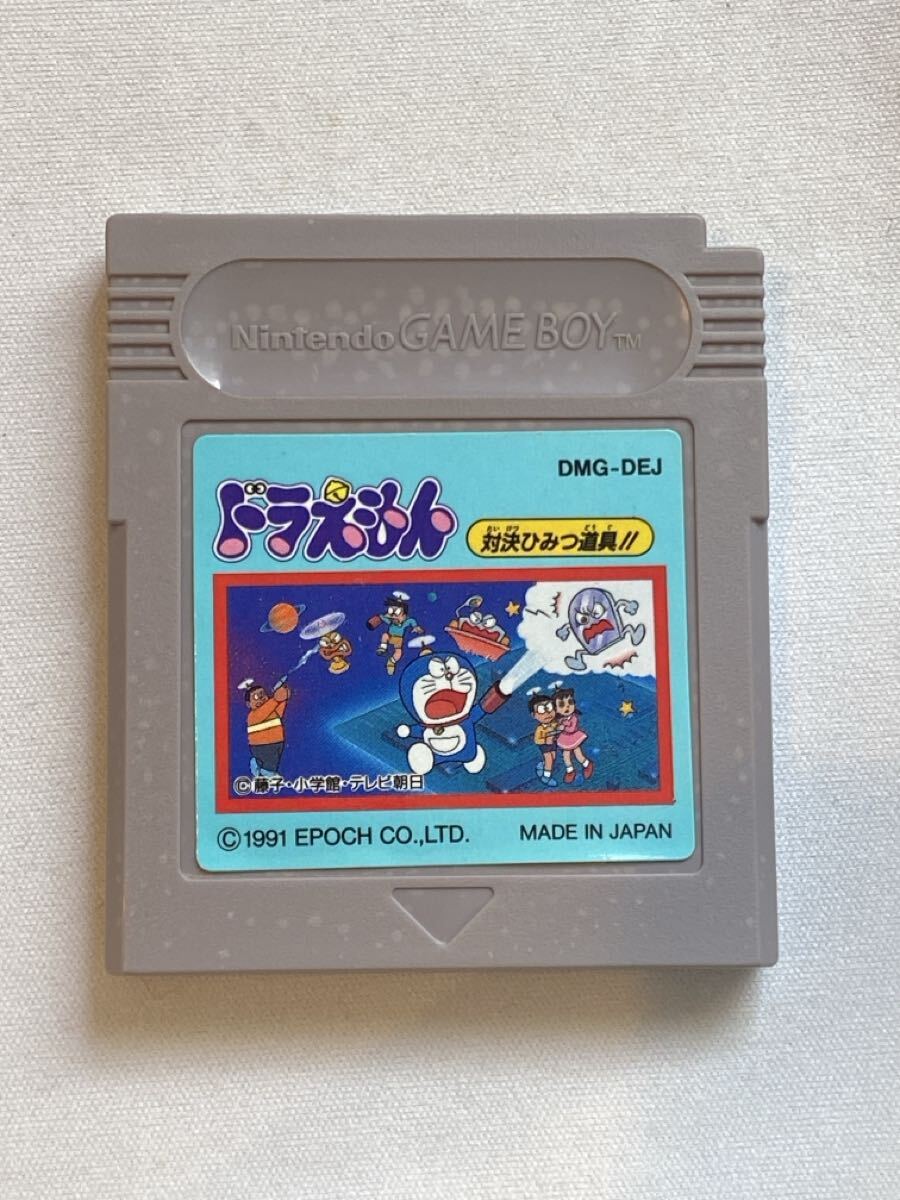 Nintendo GAME BOY™
DMG-DEJ
ドラえもん
たいけつ どうぐ
対決ひみつ道具!!
©藤子・小学館・テレビ朝日
©1991 EPOCH CO.,LTD. MADE IN JAPAN